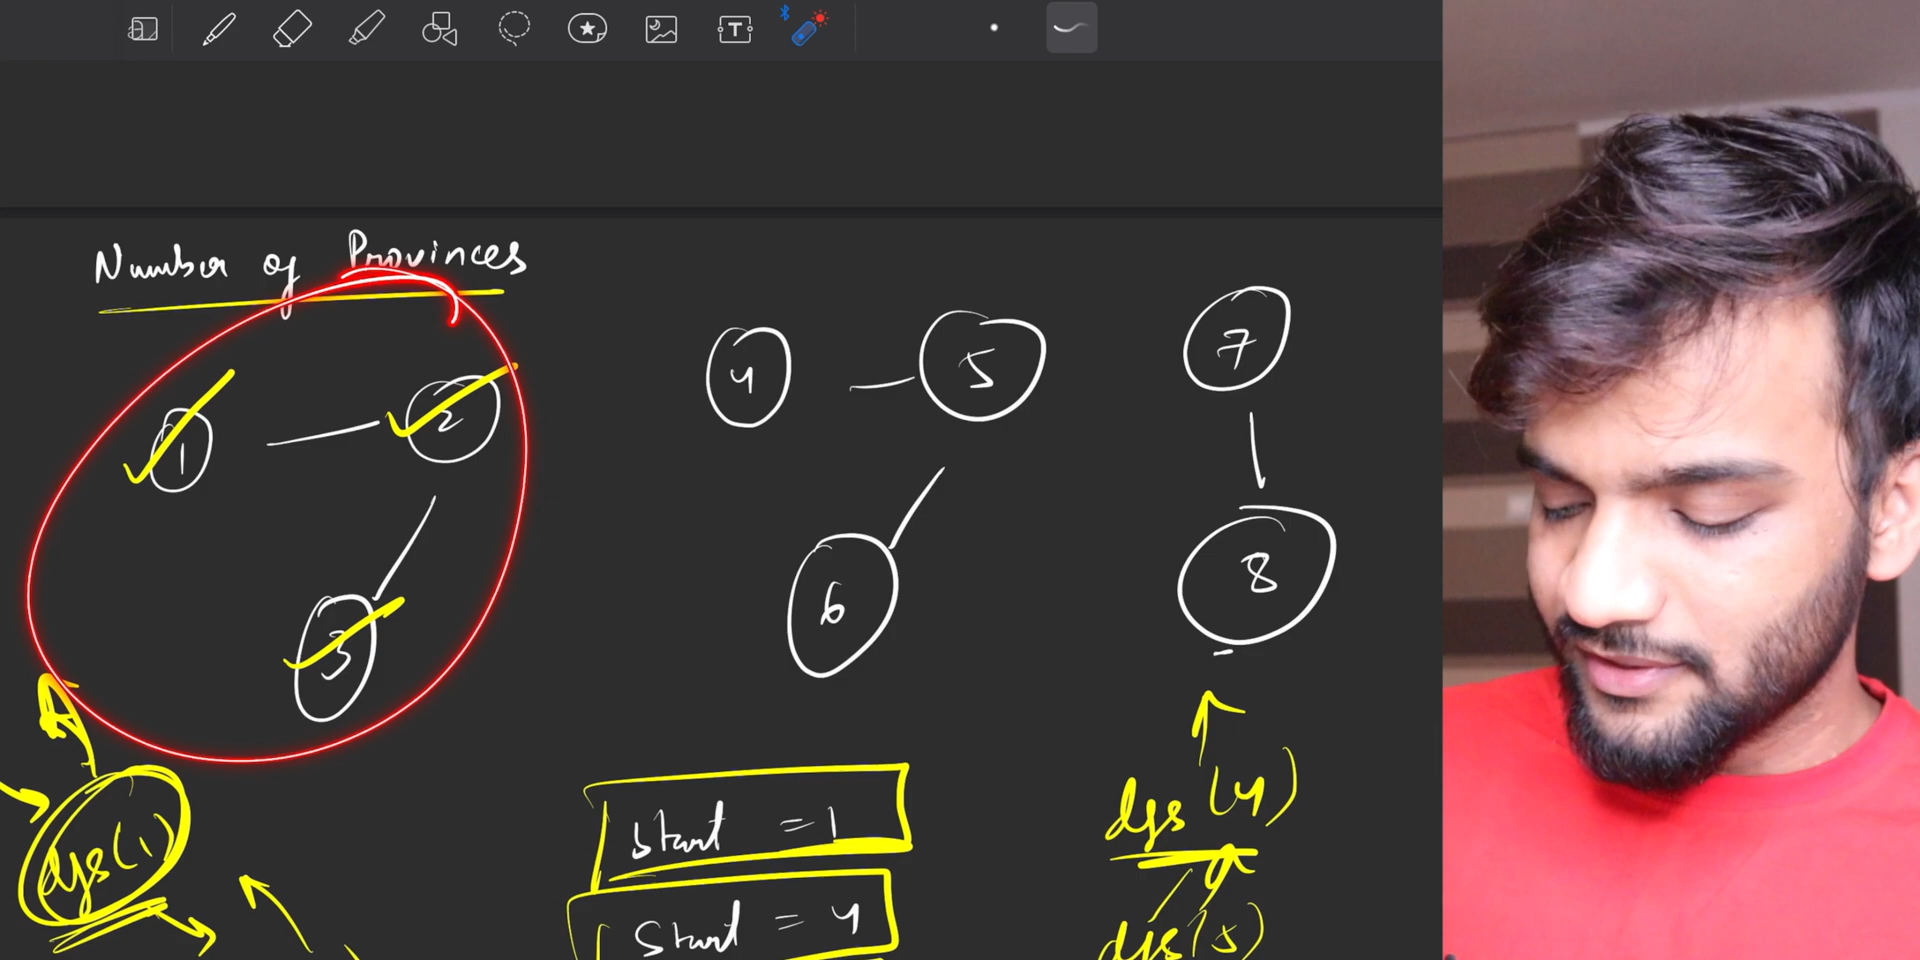 Number of Provinces
1
2
3
4
5
6
7
8
dfs(1)
Start = 1
Start = 4
dfs(4)
dfs(5)
T